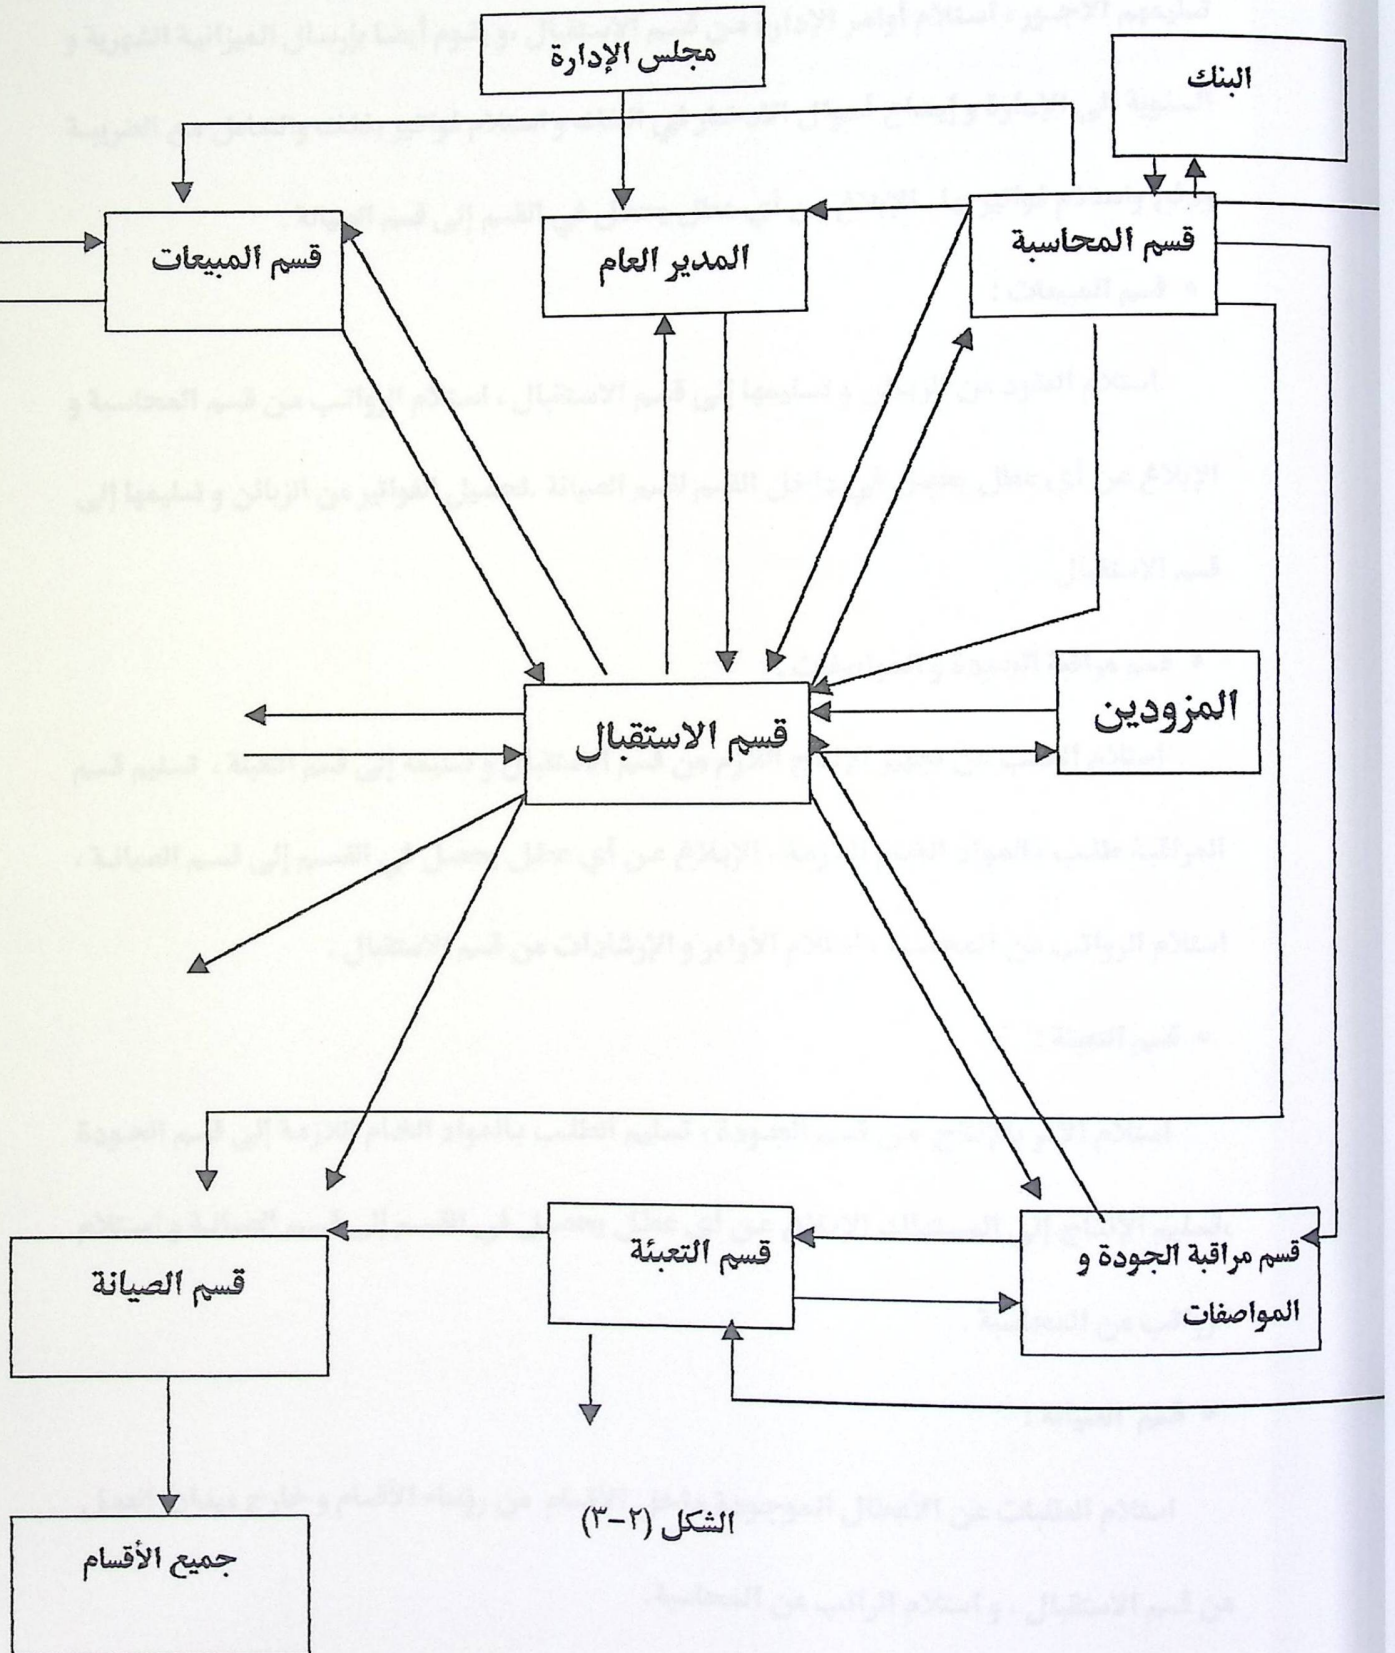 مجلس الإدارة
البنك
قسم المحاسبة
المدير العام
قسم المبيعات
المزودين
قسم الاستقبال
قسم مراقبة الجودة و
المواصفات
قسم التعبئة
قسم الصيانة
الشكل (٢-٣)
جميع الأقسام